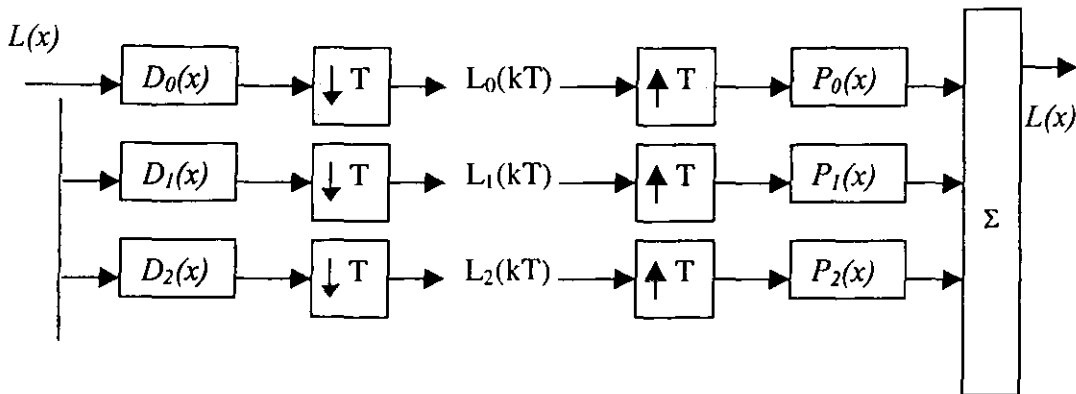 L(x)
D₀(x) ↓ T L₀(kT) ↑ T P₀(x)
L(x)
D₁(x) ↓ T L₁(kT) ↑ T P₁(x)
Σ
D₂(x) ↓ T L₂(kT) ↑ T P₂(x)